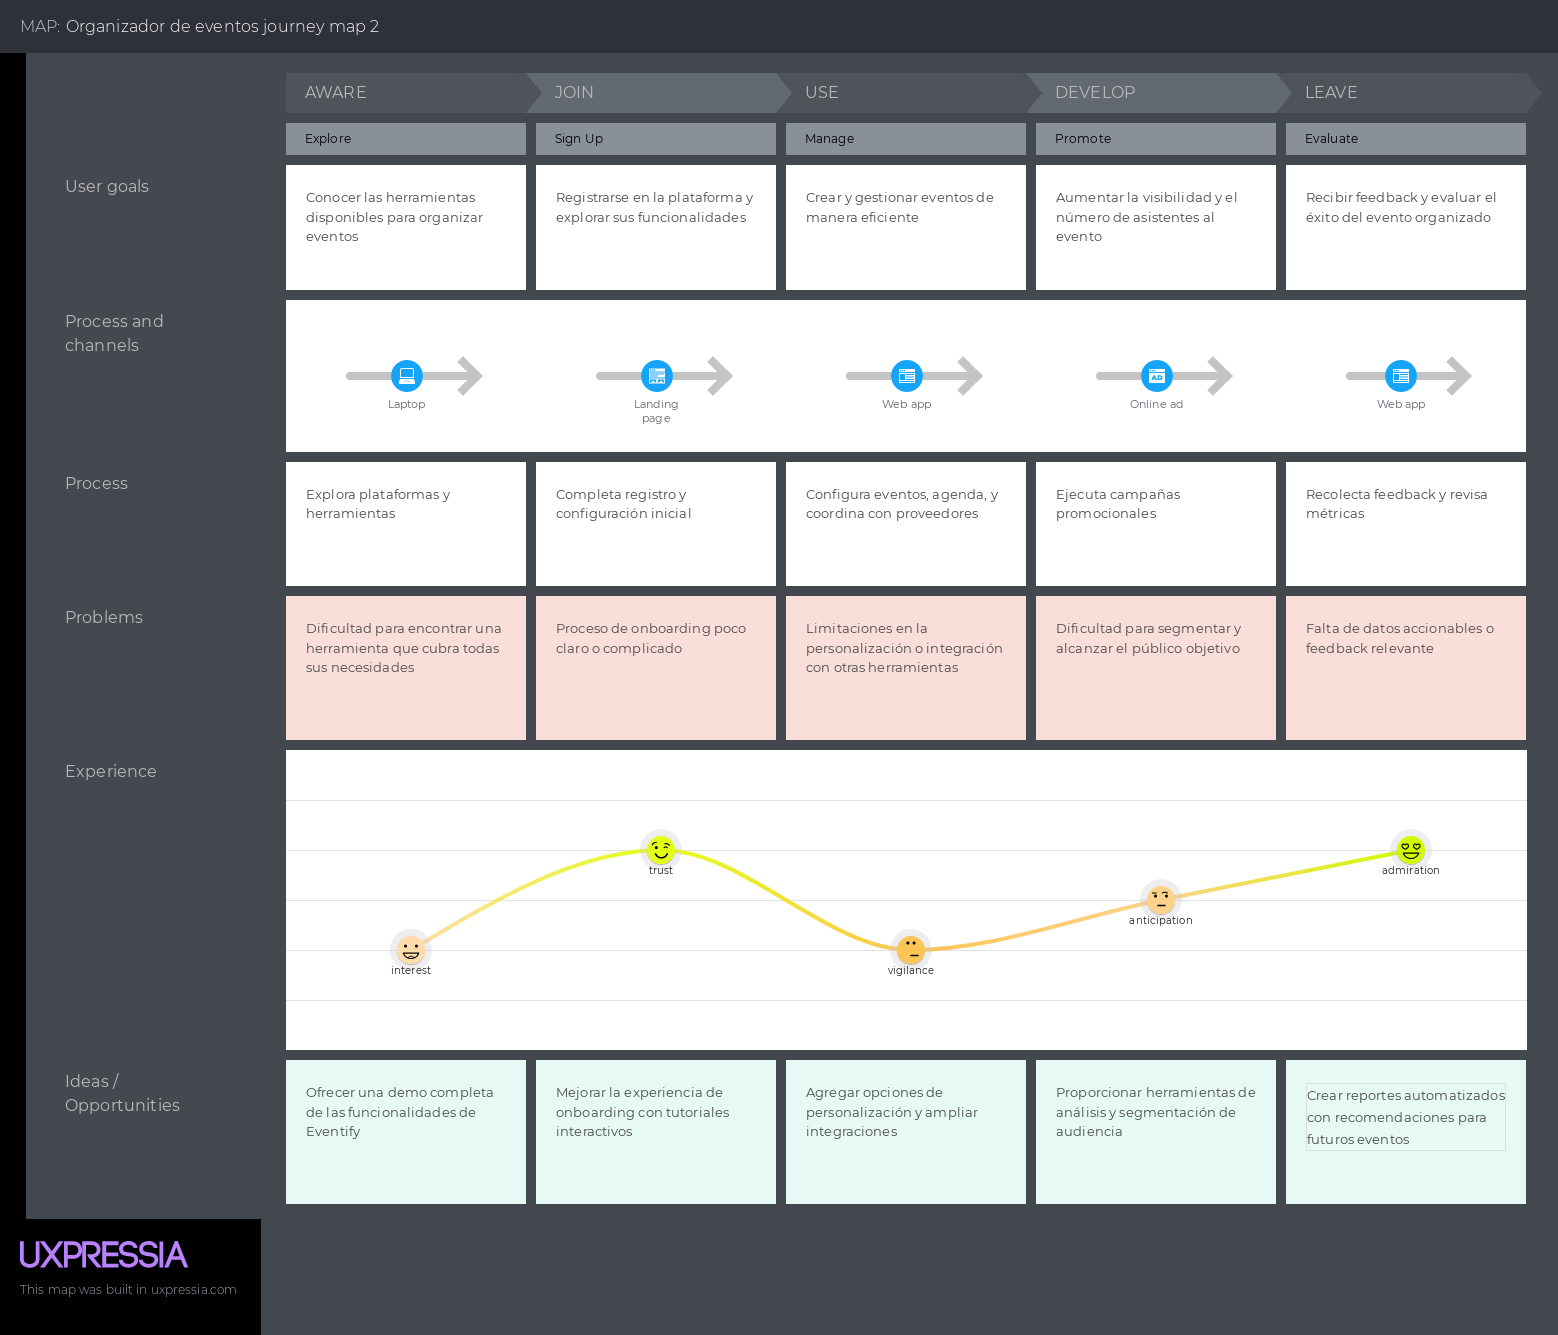 MAP: Organizador de eventos journey map 2
AWARE
JOIN
USE
DEVELOP
LEAVE
Explore
Sign Up
Manage
Promote
Evaluate
User goals
Conocer las herramientas
disponibles para organizar
eventos
Registrarse en la plataforma y
explorar sus funcionalidades
Crear y gestionar eventos de
manera eficiente
Aumentar la visibilidad y el
número de asistentes al
evento
Recibir feedback y evaluar el
éxito del evento organizado
Process and
channels
Laptop
Landing
page
Web app
AD
Online ad
Web app
Process
Explora plataformas y
herramientas
Completa registro y
configuración inicial
Configura eventos, agenda, y
coordina con proveedores
Ejecuta campañas
promocionales
Recolecta feedback y revisa
métricas
Problems
Dificultad para encontrar una
herramienta que cubra todas
sus necesidades
Proceso de onboarding poco
claro o complicado
Limitaciones en la
personalización o integración
con otras herramientas
Dificultad para segmentar y
alcanzar el público objetivo
Falta de datos accionables o
feedback relevante
Experience
interest
trust
vigilance
anticipation
admiration
Ideas /
Opportunities
Ofrecer una demo completa
de las funcionalidades de
Eventify
Mejorar la experiencia de
onboarding con tutoriales
interactivos
Agregar opciones de
personalización y ampliar
integraciones
Proporcionar herramientas de
análisis y segmentación de
audiencia
Crear reportes automatizados
con recomendaciones para
futuros eventos
UXPRESSIA
This map was built in uxpressia.com